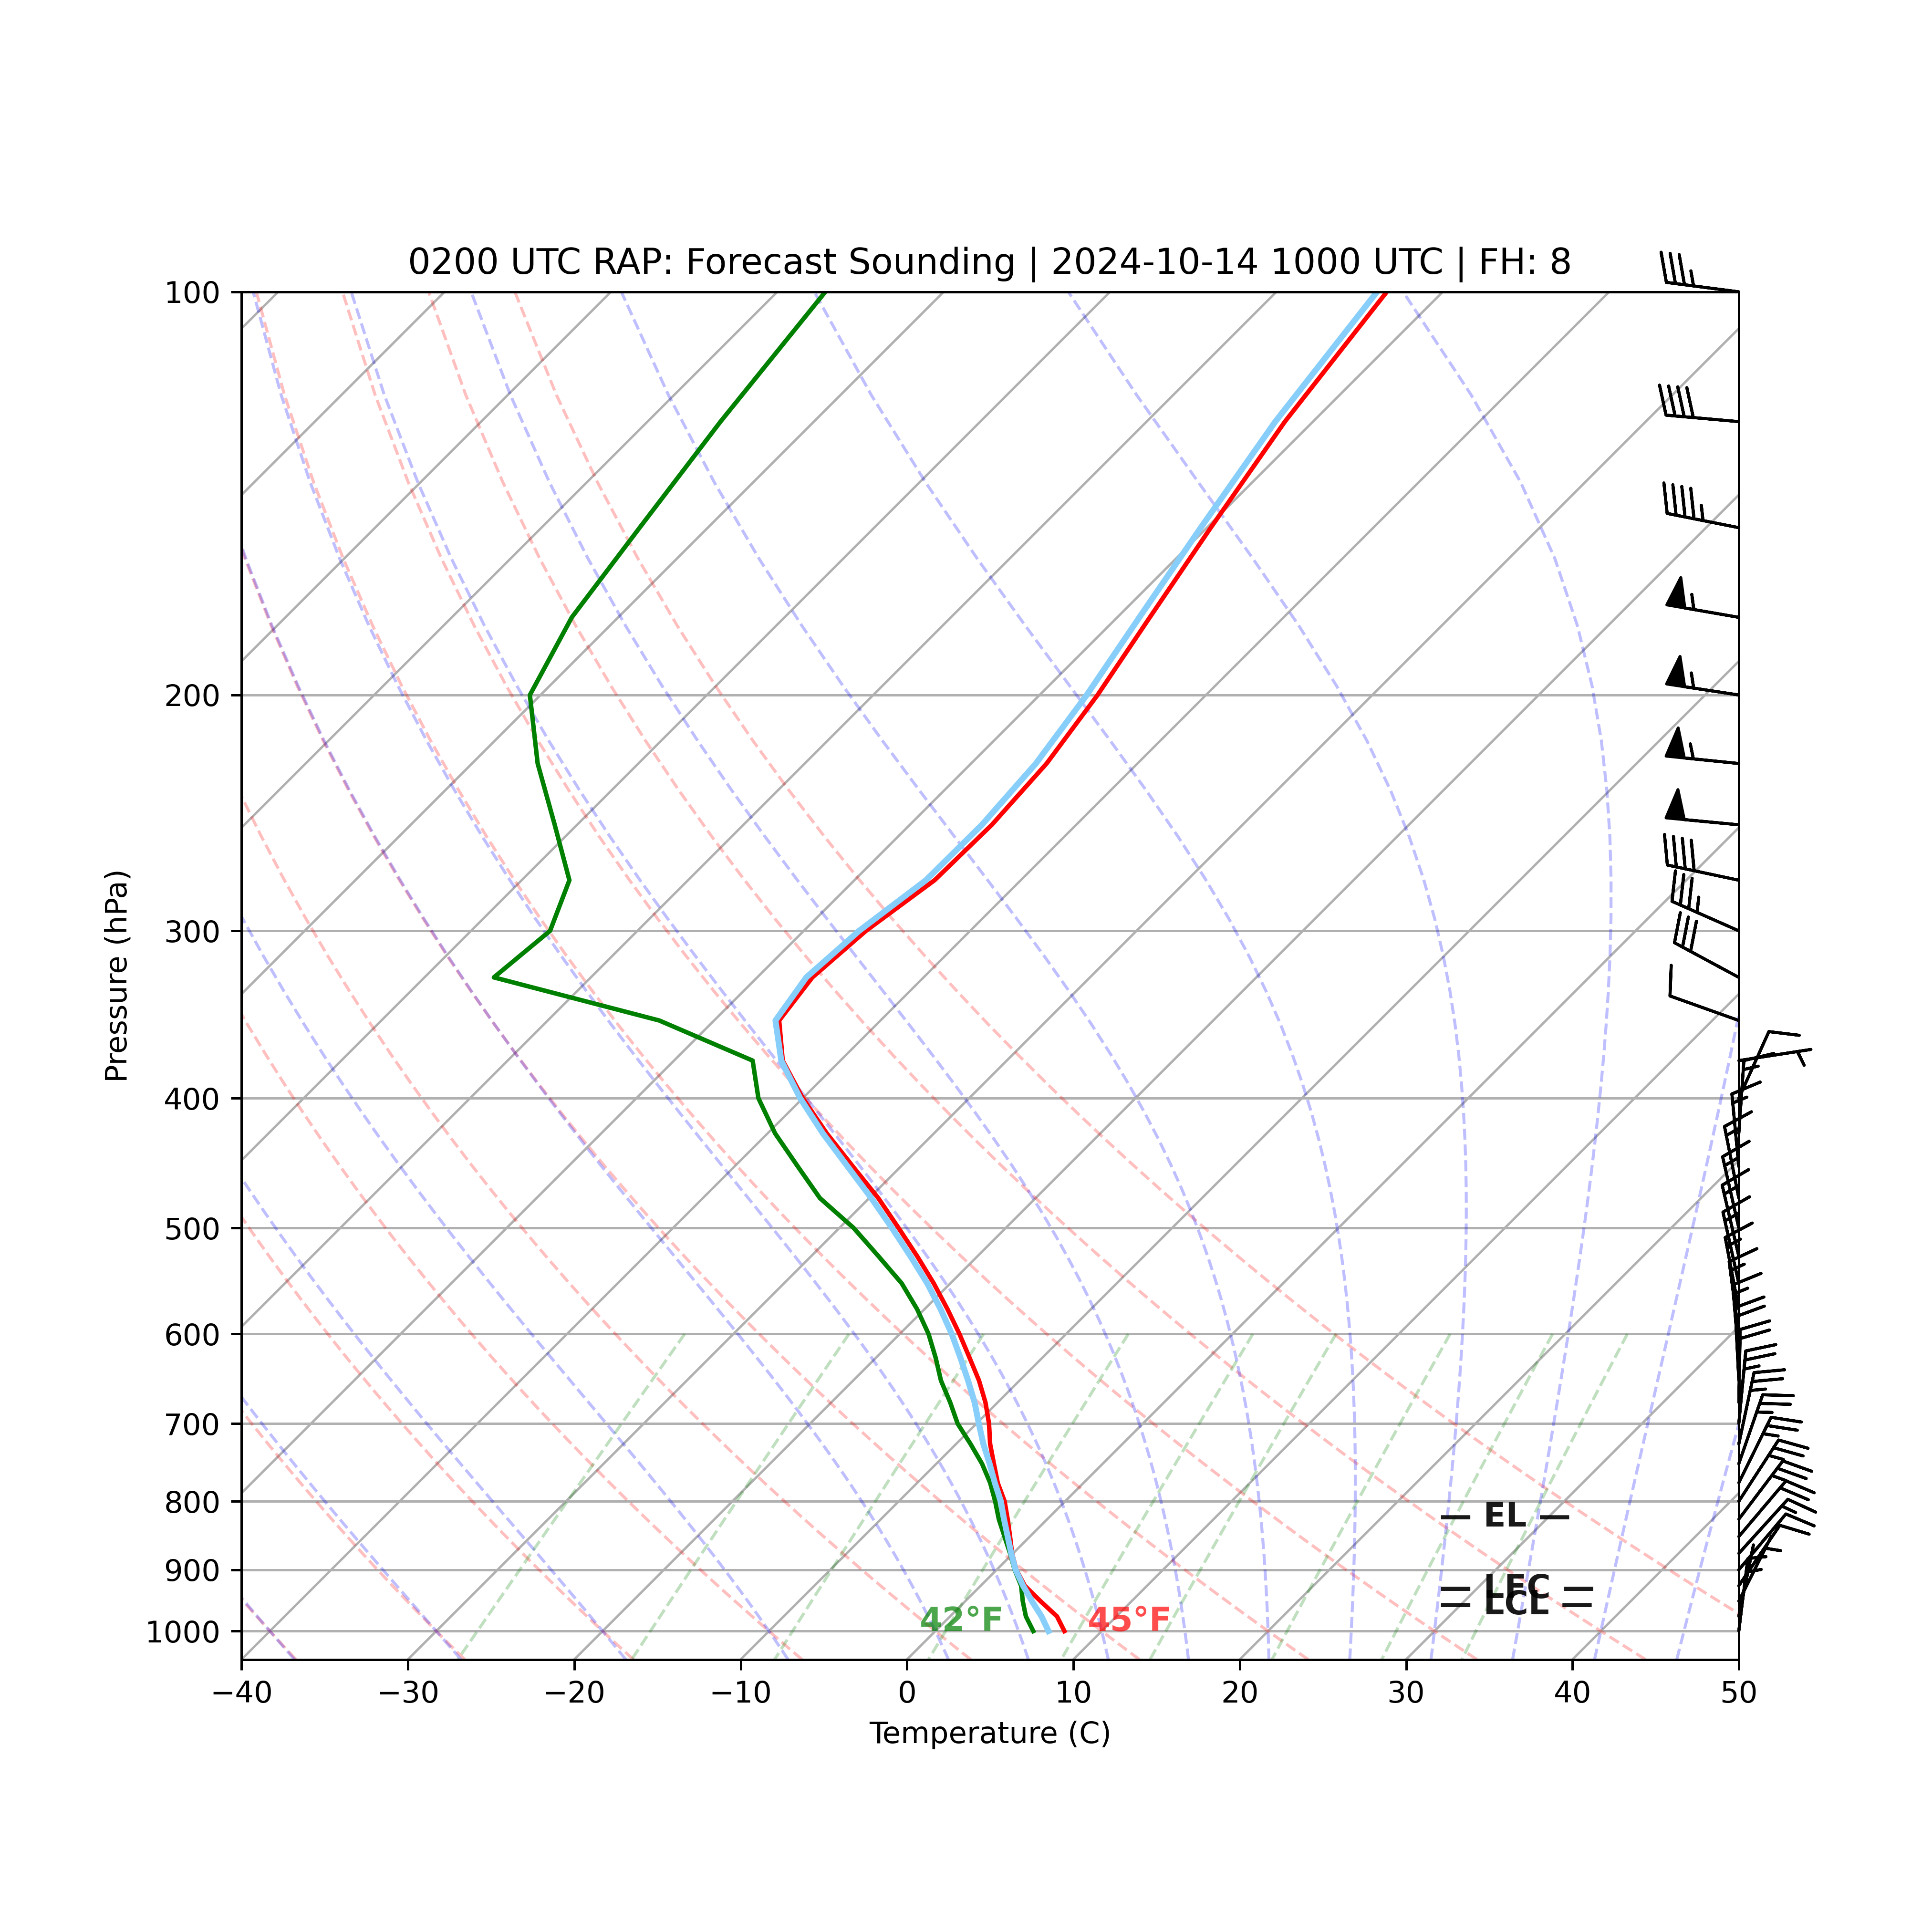 0200 UTC RAP: Forecast Sounding | 2024-10-14 1000 UTC | FH: 8
100
200
300
400
500
600
700
800
900
1000
Pressure (hPa)
— EL —
— LFC —
— LCL —
42°F
45°F
−40 −30 −20 −10 0 10 20 30 40 50
Temperature (C)